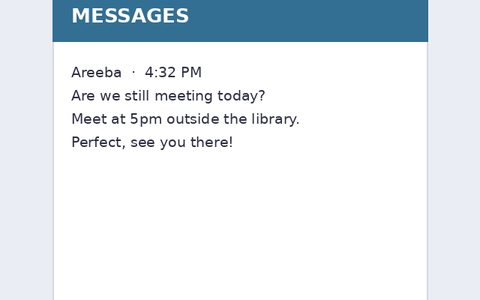 MESSAGES
Areeba · 4:32 PM
Are we still meeting today?
Meet at 5pm outside the library.
Perfect, see you there!